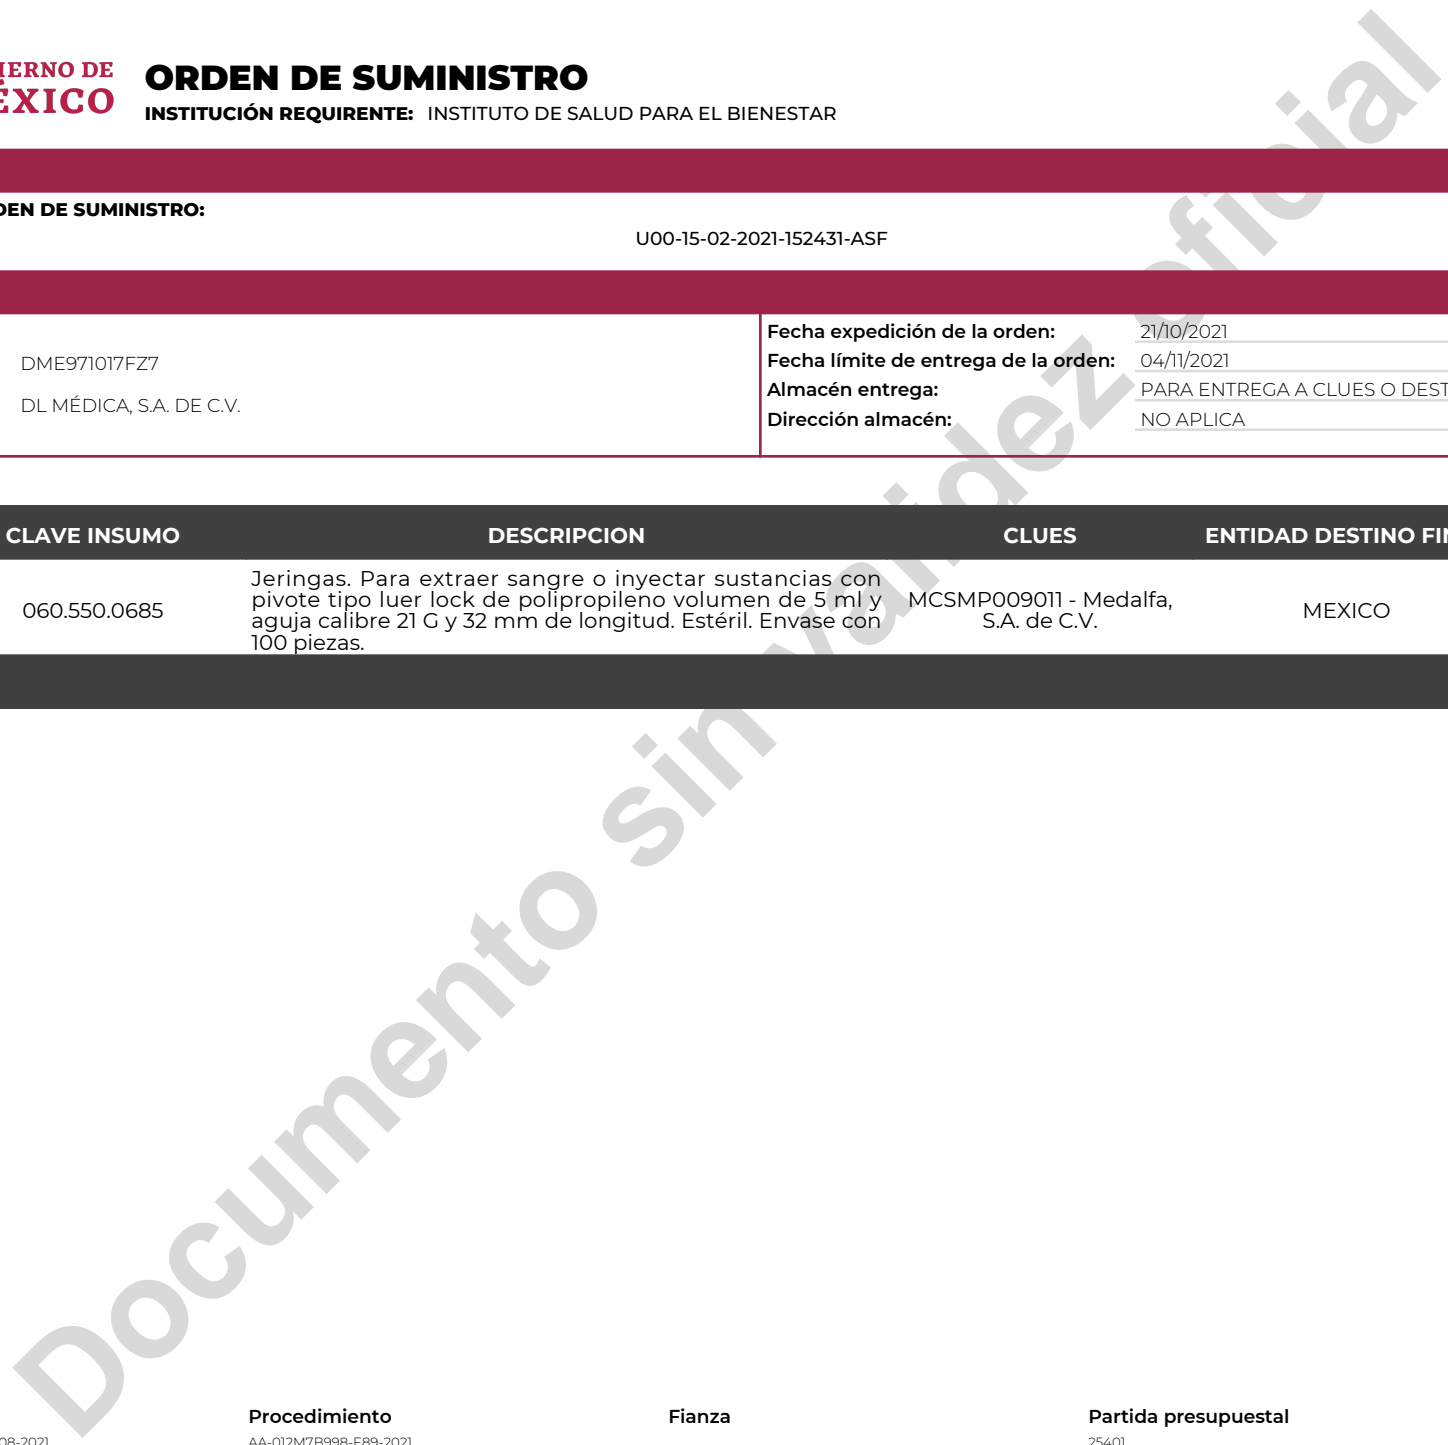 IERNO DE
ÉXICO
ORDEN DE SUMINISTRO
INSTITUCIÓN REQUIRENTE: INSTITUTO DE SALUD PARA EL BIENESTAR
DEN DE SUMINISTRO:
U00-15-02-2021-152431-ASF
DME971017FZ7
DL MÉDICA, S.A. DE C.V.
Fecha expedición de la orden: 21/10/2021
Fecha límite de entrega de la orden: 04/11/2021
Almacén entrega: PARA ENTREGA A CLUES O DEST
Dirección almacén: NO APLICA
CLAVE INSUMO DESCRIPCION CLUES ENTIDAD DESTINO FIN
060.550.0685
Jeringas. Para extraer sangre o inyectar sustancias con
pivote tipo luer lock de polipropileno volumen de 5 ml y
aguja calibre 21 G y 32 mm de longitud. Estéril. Envase con
100 piezas.
MCSMP009011 - Medalfa,
S.A. de C.V.
MEXICO
Documento sin validez oficial
Procedimiento Fianza Partida presupuestal
08-2021 AA-012M7B998-E89-2021 25401